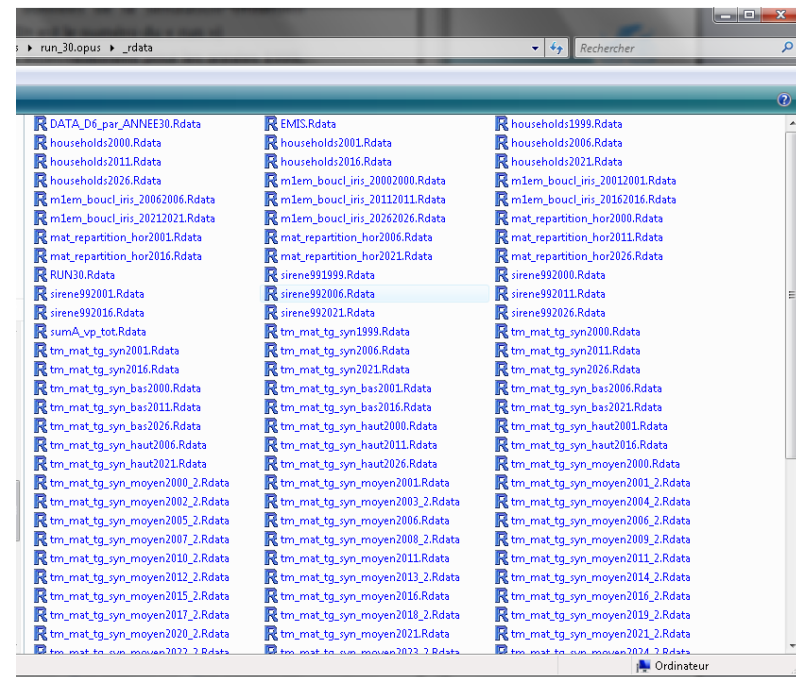 run_30.opus _rdata Rechercher
DATA_D6_par_ANNEE30.Rdata EMIS.Rdata households1999.Rdata
households2000.Rdata households2001.Rdata households2006.Rdata
households2011.Rdata households2016.Rdata households2021.Rdata
households2026.Rdata m1em_boucl_iris_20002000.Rdata m1em_boucl_iris_20012001.Rdata
m1em_boucl_iris_20062006.Rdata m1em_boucl_iris_20112011.Rdata m1em_boucl_iris_20162016.Rdata
m1em_boucl_iris_20212021.Rdata m1em_boucl_iris_20262026.Rdata mat_repartition_hor2000.Rdata
mat_repartition_hor2001.Rdata mat_repartition_hor2006.Rdata mat_repartition_hor2011.Rdata
mat_repartition_hor2016.Rdata mat_repartition_hor2021.Rdata mat_repartition_hor2026.Rdata
RUN30.Rdata sirene991999.Rdata sirene992000.Rdata
sirene992001.Rdata sirene992006.Rdata sirene992011.Rdata
sirene992016.Rdata sirene992021.Rdata sirene992026.Rdata
sumA_vp_tot.Rdata tm_mat_tg_syn1999.Rdata tm_mat_tg_syn2000.Rdata
tm_mat_tg_syn2001.Rdata tm_mat_tg_syn2006.Rdata tm_mat_tg_syn2011.Rdata
tm_mat_tg_syn2016.Rdata tm_mat_tg_syn2021.Rdata tm_mat_tg_syn2026.Rdata
tm_mat_tg_syn_bas2000.Rdata tm_mat_tg_syn_bas2001.Rdata tm_mat_tg_syn_bas2006.Rdata
tm_mat_tg_syn_bas2011.Rdata tm_mat_tg_syn_bas2016.Rdata tm_mat_tg_syn_bas2021.Rdata
tm_mat_tg_syn_bas2026.Rdata tm_mat_tg_syn_haut2000.Rdata tm_mat_tg_syn_haut2001.Rdata
tm_mat_tg_syn_haut2006.Rdata tm_mat_tg_syn_haut2011.Rdata tm_mat_tg_syn_haut2016.Rdata
tm_mat_tg_syn_haut2021.Rdata tm_mat_tg_syn_haut2026.Rdata tm_mat_tg_syn_moyen2000.Rdata
tm_mat_tg_syn_moyen2000_2.Rdata tm_mat_tg_syn_moyen2001.Rdata tm_mat_tg_syn_moyen2001_2.Rdata
tm_mat_tg_syn_moyen2002_2.Rdata tm_mat_tg_syn_moyen2003_2.Rdata tm_mat_tg_syn_moyen2004_2.Rdata
tm_mat_tg_syn_moyen2005_2.Rdata tm_mat_tg_syn_moyen2006.Rdata tm_mat_tg_syn_moyen2006_2.Rdata
tm_mat_tg_syn_moyen2007_2.Rdata tm_mat_tg_syn_moyen2008_2.Rdata tm_mat_tg_syn_moyen2009_2.Rdata
tm_mat_tg_syn_moyen2010_2.Rdata tm_mat_tg_syn_moyen2011.Rdata tm_mat_tg_syn_moyen2011_2.Rdata
tm_mat_tg_syn_moyen2012_2.Rdata tm_mat_tg_syn_moyen2013_2.Rdata tm_mat_tg_syn_moyen2014_2.Rdata
tm_mat_tg_syn_moyen2015_2.Rdata tm_mat_tg_syn_moyen2016.Rdata tm_mat_tg_syn_moyen2016_2.Rdata
tm_mat_tg_syn_moyen2017_2.Rdata tm_mat_tg_syn_moyen2018_2.Rdata tm_mat_tg_syn_moyen2019_2.Rdata
tm_mat_tg_syn_moyen2020_2.Rdata tm_mat_tg_syn_moyen2021.Rdata tm_mat_tg_syn_moyen2021_2.Rdata
tm_mat_tg_syn_moyen2022_2.Rdata tm_mat_tg_syn_moyen2023_2.Rdata tm_mat_tg_syn_moyen2024_2.Rdata
Ordinateur